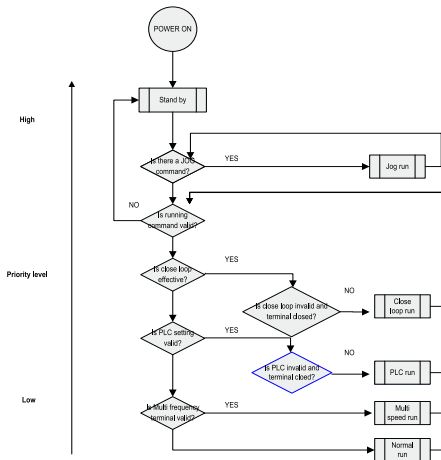 POWER ON
Stand by
High
Is there a JOG
command?
YES
Jog run
NO
Is running
command valid?
Is close loop
effective?
YES
Priority level
Is close loop invalid and
terminal closed?
NO
Close
loop run
Is PLC setting
valid?
YES
Is PLC invalid and
terminal cloed?
NO
PLC run
Low
Is Multi frequency
terminal valid?
YES
Multi
speed run
Normal
run